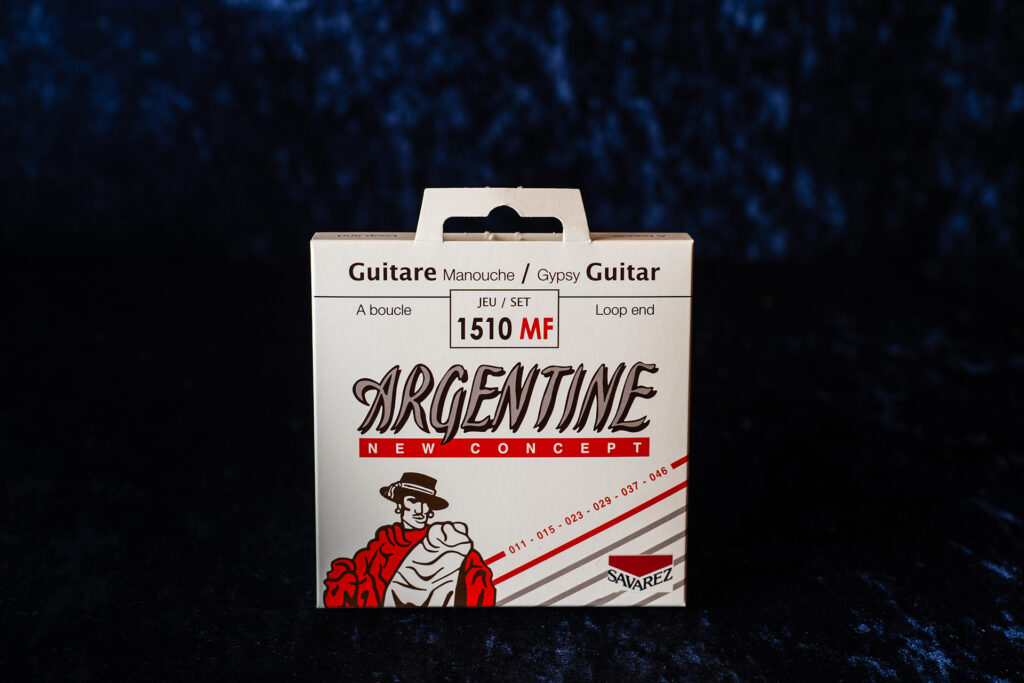 Guitare Manouche / Gypsy Guitar
A boucle
JEU / SET
Loop end
1510 MF
ARGENTINE
NEW CONCEPT
011 - 015 - 023 - 029 - 037 - 046
SAVAREZ